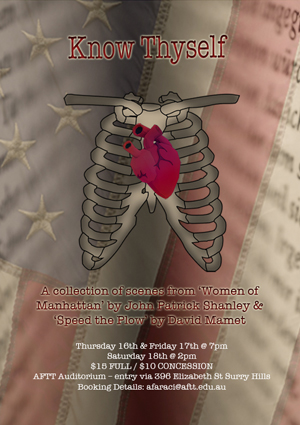 Know Thyself
A collection of scenes from 'Women of
Manhattan' by John Patrick Shanley &
'Speed the Plow' by David Mamet
Thursday 16th & Friday 17th @ 7pm
Saturday 18th @ 2pm
$15 FULL / $10 CONCESSION
AFTT Auditorium – entry via 396 Elizabeth St Surry Hills
Booking Details: afaraci@aftt.edu.au